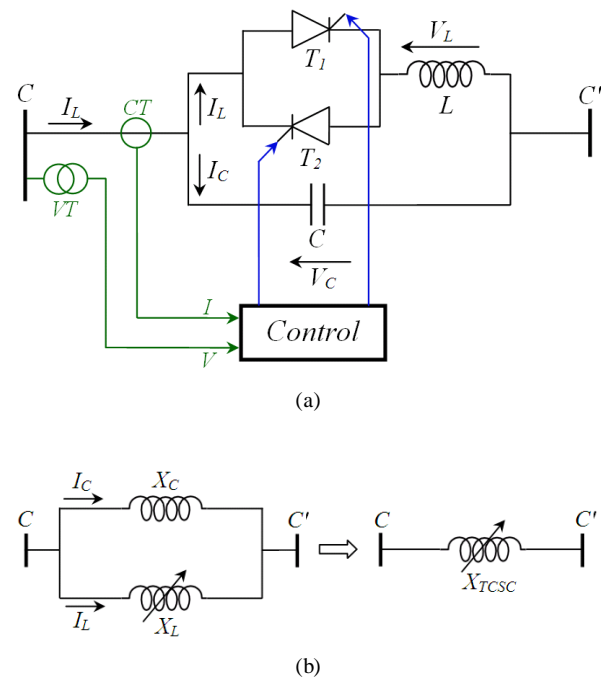 V_L
T_1
L
C
I_L
CT
I_L
C'
I_C
T_2
VT
C
V_C
I
Control
V
(a)
I_C
X_C
C
C'
C
C'
I_L
X_L
X_TCSC
(b)